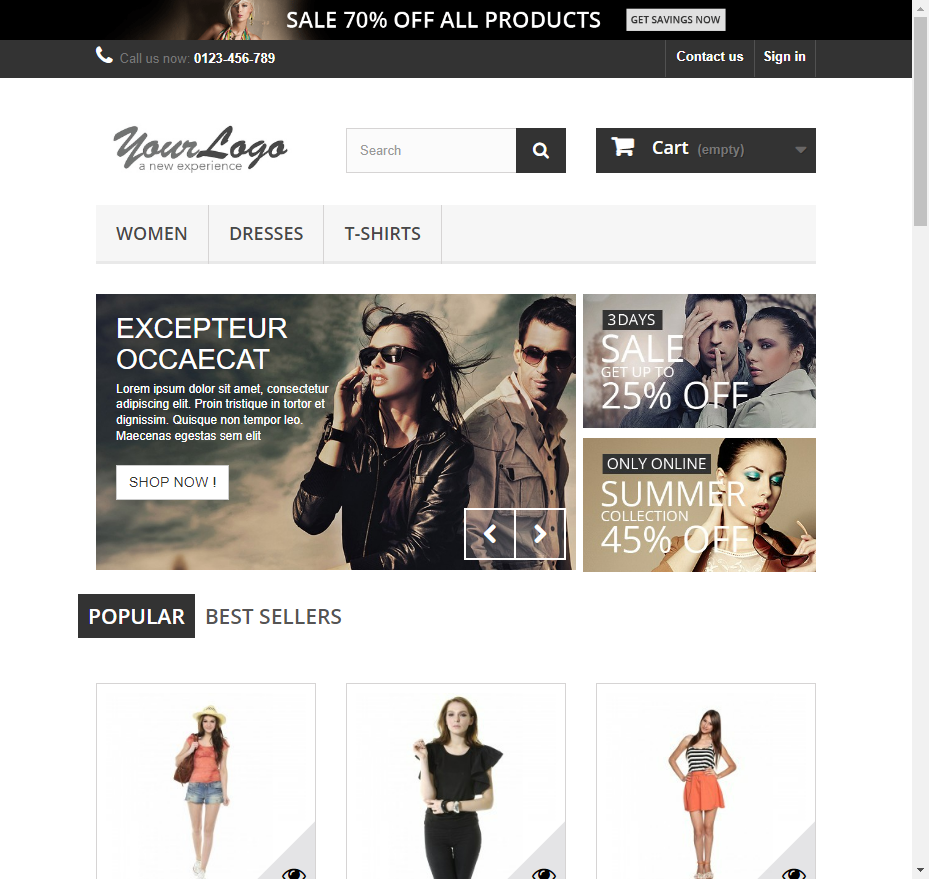 SALE 70% OFF ALL PRODUCTS GET SAVINGS NOW
Call us now: 0123-456-789 Contact us Sign in
YourLogo
a new experience
Search
Cart (empty)
WOMEN DRESSES T-SHIRTS
EXCEPTEUR
OCCAECAT
Lorem ipsum dolor sit amet, consectetur
adipiscing elit. Proin tristique in tortor et
dignissim. Quisque non tempor leo.
Maecenas egestas sem elit
SHOP NOW !
3 DAYS
SALE
GET UP TO
25% OFF
ONLY ONLINE
SUMMER
COLLECTION
45% OFF
POPULAR BEST SELLERS